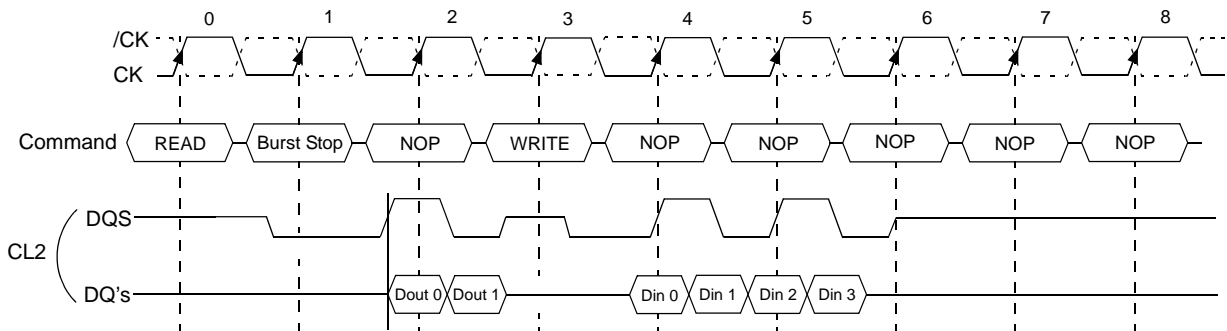 0 1 2 3 4 5 6 7 8
/CK
CK
Command READ Burst Stop NOP WRITE NOP NOP NOP NOP NOP
DQS
CL2
DQ's Dout 0 Dout 1 Din 0 Din 1 Din 2 Din 3